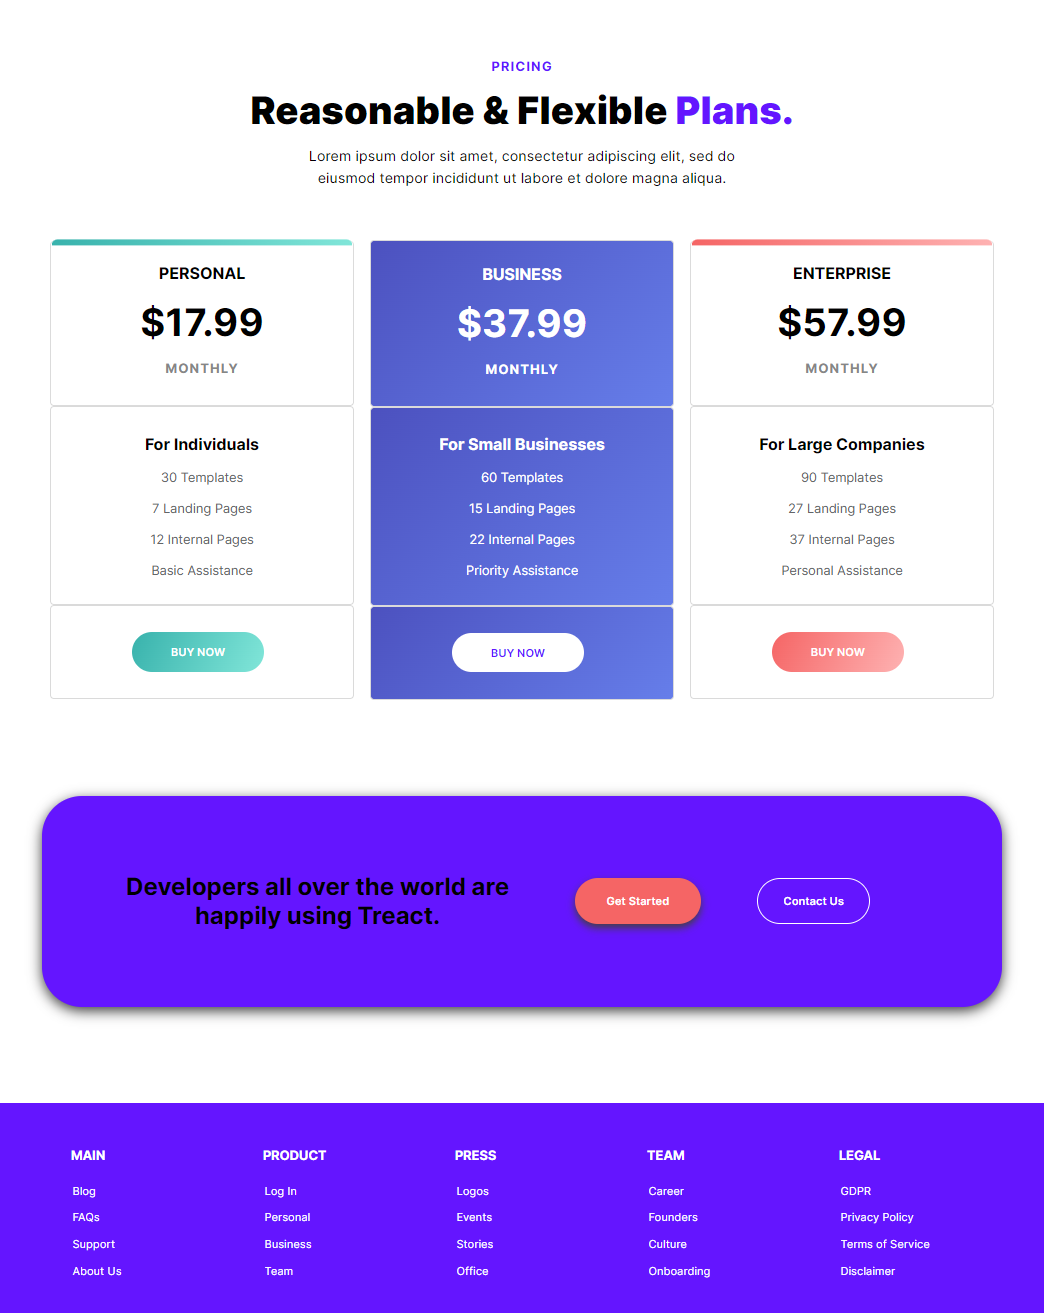 PRICING
Reasonable & Flexible Plans.
Lorem ipsum dolor sit amet, consectetur adipiscing elit, sed do
eiusmod tempor incididunt ut labore et dolore magna aliqua.
PERSONAL
$17.99
MONTHLY
For Individuals
30 Templates
7 Landing Pages
12 Internal Pages
Basic Assistance
BUY NOW
BUSINESS
$37.99
MONTHLY
For Small Businesses
60 Templates
15 Landing Pages
22 Internal Pages
Priority Assistance
BUY NOW
ENTERPRISE
$57.99
MONTHLY
For Large Companies
90 Templates
27 Landing Pages
37 Internal Pages
Personal Assistance
BUY NOW
Developers all over the world are
happily using Treact.
Get Started
Contact Us
MAIN
Blog
FAQs
Support
About Us
PRODUCT
Log In
Personal
Business
Team
PRESS
Logos
Events
Stories
Office
TEAM
Career
Founders
Culture
Onboarding
LEGAL
GDPR
Privacy Policy
Terms of Service
Disclaimer